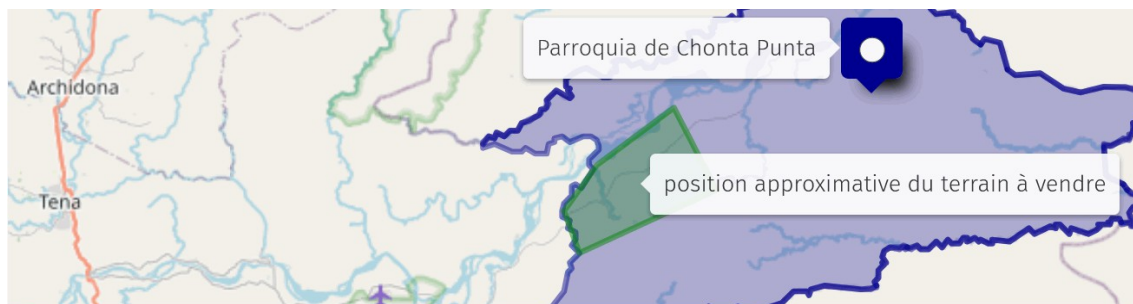 Parroquia de Chonta Punta
Archidona
position approximative du terrain à vendre
Tena